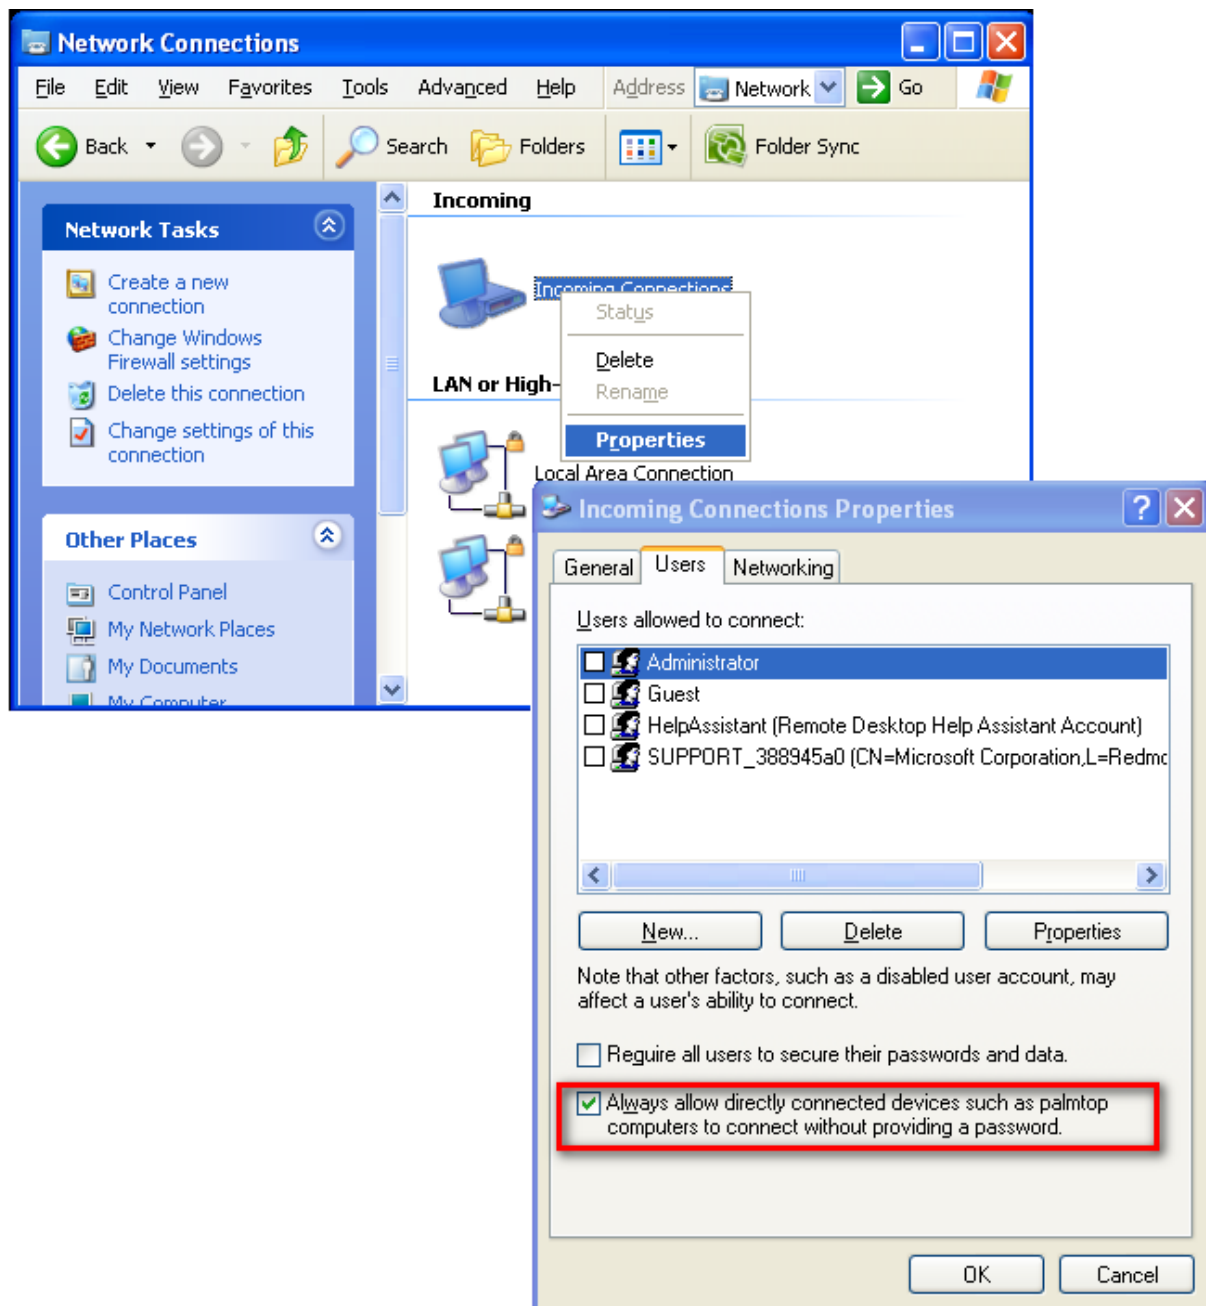 Network Connections
File Edit View Favorites Tools Advanced Help Address Network Go
Back Search Folders Folder Sync
Network Tasks
Create a new
connection
Change Windows
Firewall settings
Delete this connection
Change settings of this
connection
Other Places
Control Panel
My Network Places
My Documents
My Computer
Incoming
Incoming Connections
Status
Delete
Rename
Properties
LAN or High-
Local Area Connection
Incoming Connections Properties
General Users Networking
Users allowed to connect:
Administrator
Guest
HelpAssistant (Remote Desktop Help Assistant Account)
SUPPORT_388945a0 (CN=Microsoft Corporation,L=Redmo
New... Delete Properties
Note that other factors, such as a disabled user account, may
affect a user's ability to connect.
Require all users to secure their passwords and data.
Always allow directly connected devices such as palmtop
computers to connect without providing a password.
OK Cancel